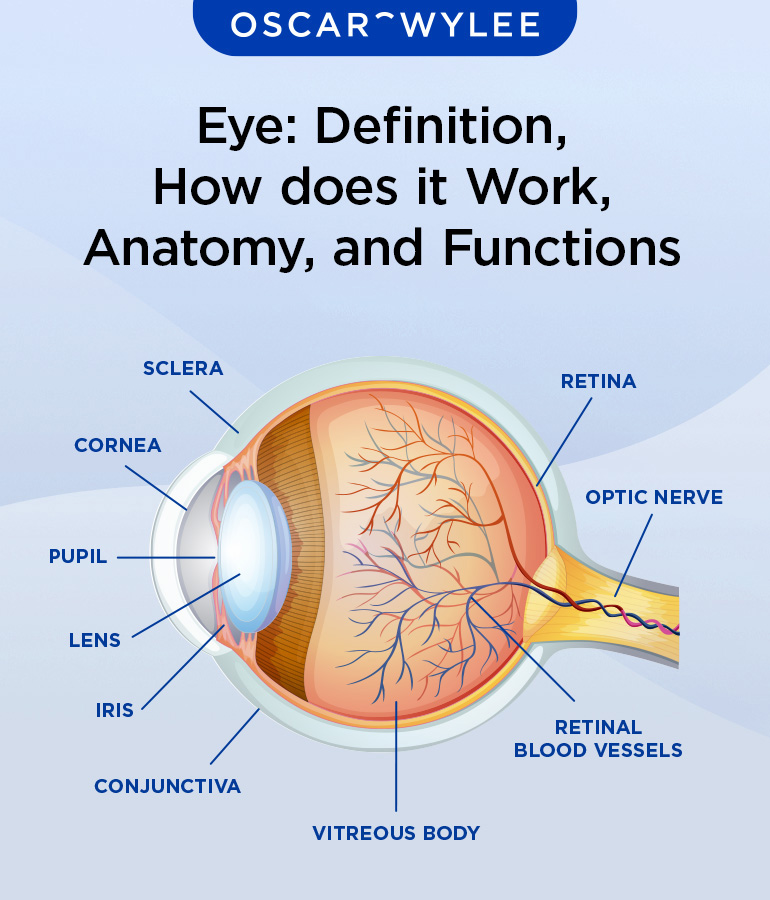 OSCAR~WYLEE
Eye: Definition,
How does it Work,
Anatomy, and Functions
SCLERA
RETINA
CORNEA
OPTIC NERVE
PUPIL
LENS
IRIS
RETINAL
BLOOD VESSELS
CONJUNCTIVA
VITREOUS BODY